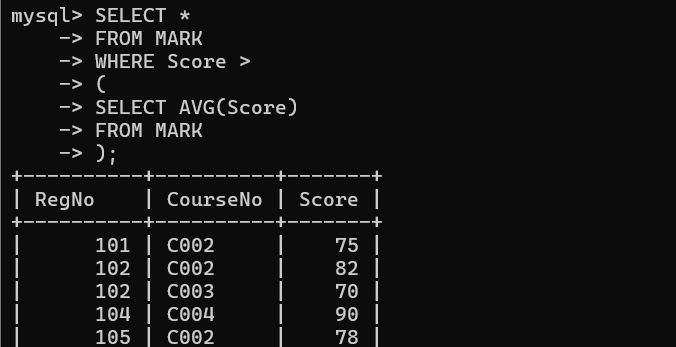 mysql> SELECT *
    -> FROM MARK
    -> WHERE Score >
    -> (
    -> SELECT AVG(Score)
    -> FROM MARK
    -> );
+----------+----------+-------+
| RegNo    | CourseNo | Score |
+----------+----------+-------+
|      101 | C002     |    75 |
|      102 | C002     |    82 |
|      102 | C003     |    70 |
|      104 | C004     |    90 |
|      105 | C002     |    78 |